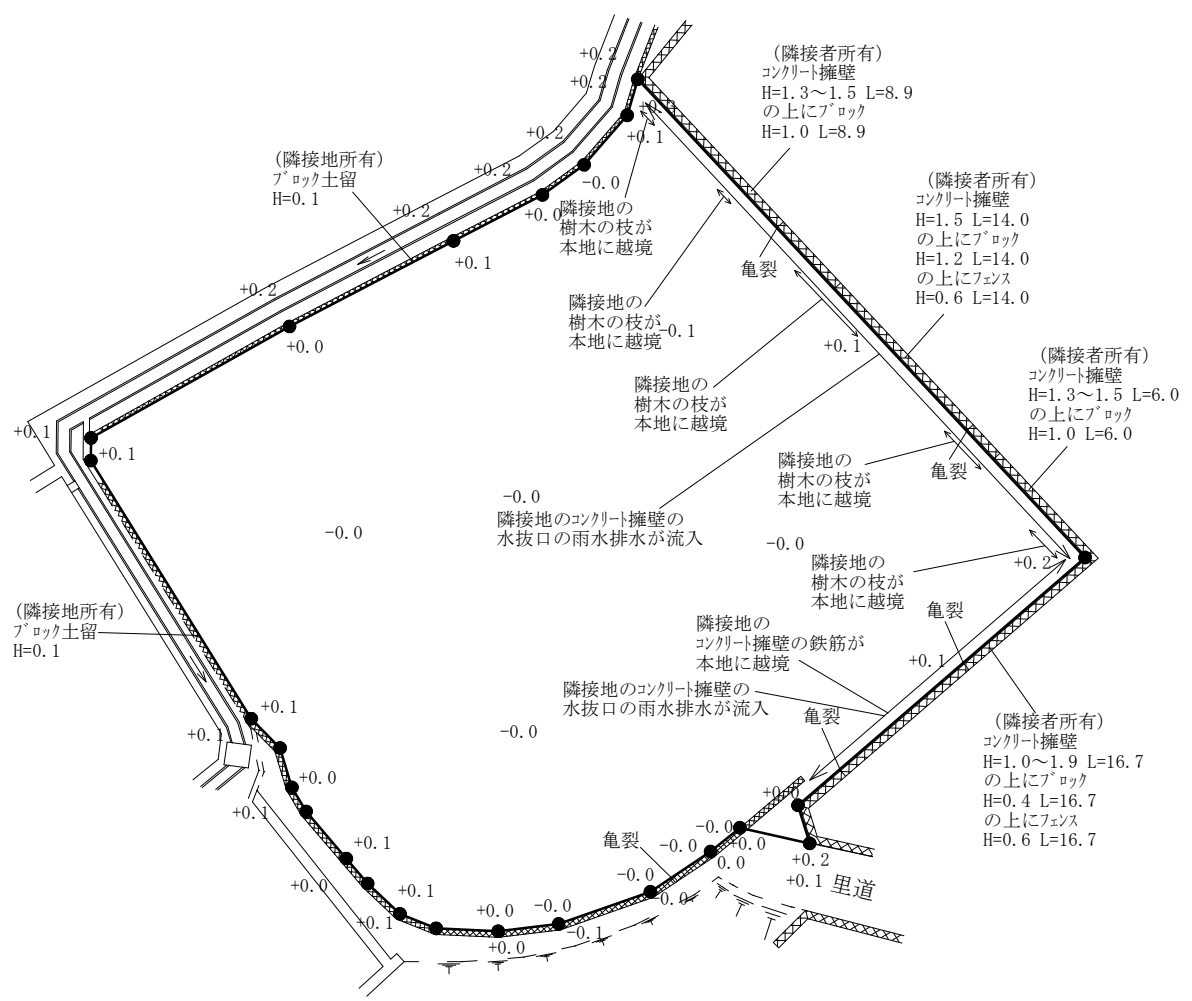 +0.2
+0.2
+0.2
+0.1
+0.2
+0.2
-0.0
+0.0
+0.2
+0.1
+0.2
+0.0
(隣接者所有)
ｺﾝｸﾘｰﾄ擁壁
H=1.3～1.5 L=8.9
の上にﾌﾞﾛｯｸ
H=1.0 L=8.9
(隣接地所有)
ﾌﾞﾛｯｸ土留
H=0.1
(隣接者所有)
ｺﾝｸﾘｰﾄ擁壁
H=1.5 L=14.0
の上にﾌﾞﾛｯｸ
H=1.2 L=14.0
の上にﾌｪﾝｽ
H=0.6 L=14.0
隣接地の
樹木の枝が
本地に越境
亀裂
隣接地の
樹木の枝が
本地に越境
-0.1
+0.1
(隣接者所有)
ｺﾝｸﾘｰﾄ擁壁
H=1.3～1.5 L=6.0
の上にﾌﾞﾛｯｸ
H=1.0 L=6.0
隣接地の
樹木の枝が
本地に越境
+0.1
+0.1
隣接地の
樹木の枝が
本地に越境
亀裂
-0.0
隣接地のｺﾝｸﾘｰﾄ擁壁の
水抜口の雨水排水が流入
-0.0
-0.0
隣接地の
樹木の枝が
本地に越境
+0.2
(隣接地所有)
ﾌﾞﾛｯｸ土留
H=0.1
亀裂
隣接地の
ｺﾝｸﾘｰﾄ擁壁の鉄筋が
本地に越境
+0.1
隣接地のｺﾝｸﾘｰﾄ擁壁の
水抜口の雨水排水が流入
亀裂
+0.1
+0.1
-0.0
(隣接者所有)
ｺﾝｸﾘｰﾄ擁壁
H=1.0～1.9 L=16.7
の上にﾌﾞﾛｯｸ
H=0.4 L=16.7
の上にﾌｪﾝｽ
H=0.6 L=16.7
+0.0
+0.1
+0.0
-0.0
+0.0
亀裂
-0.0
0.0
+0.1
+0.2
-0.0
+0.1 里道
+0.0
+0.1
-0.0
+0.0
-0.0
+0.1
-0.1
+0.0